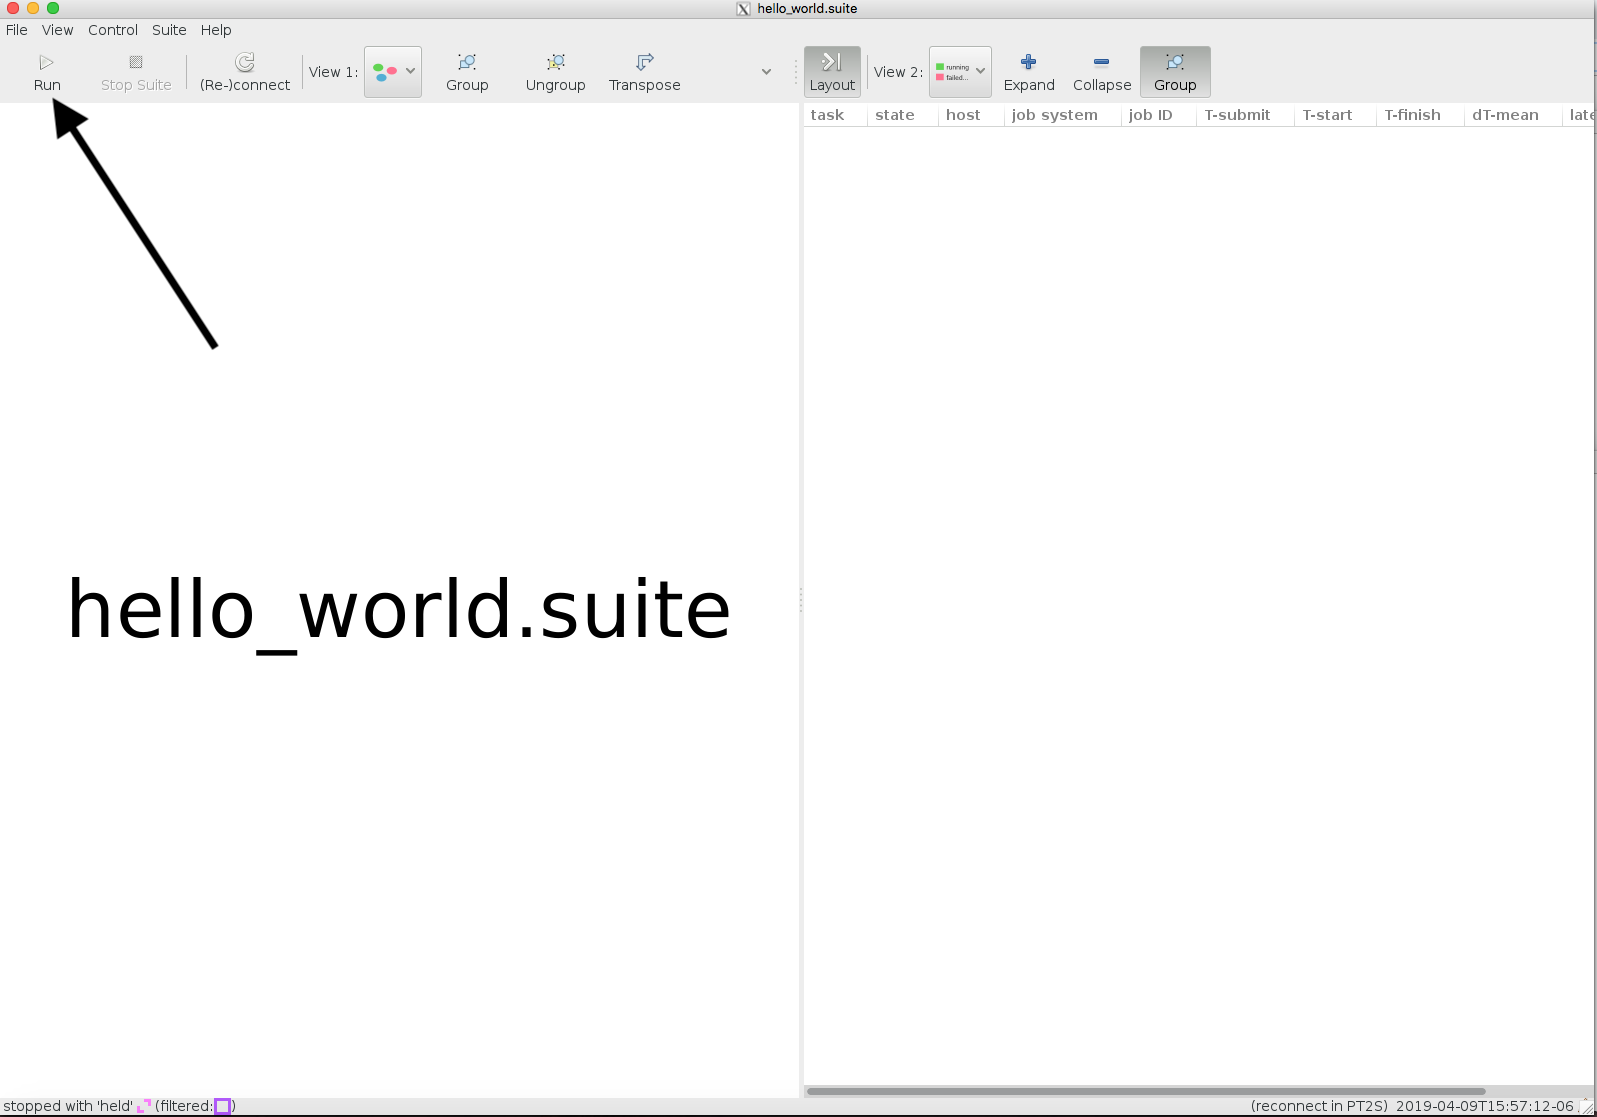 hello_world.suite
File View Control Suite Help
Run Stop Suite (Re-)connect View 1: Group Ungroup Transpose Layout View 2: running failed... Expand Collapse Group
task state host job system job ID T-submit T-start T-finish dT-mean late
hello_world.suite
stopped with 'held' (filtered: ) (reconnect in PT2S) 2019-04-09T15:57:12-06